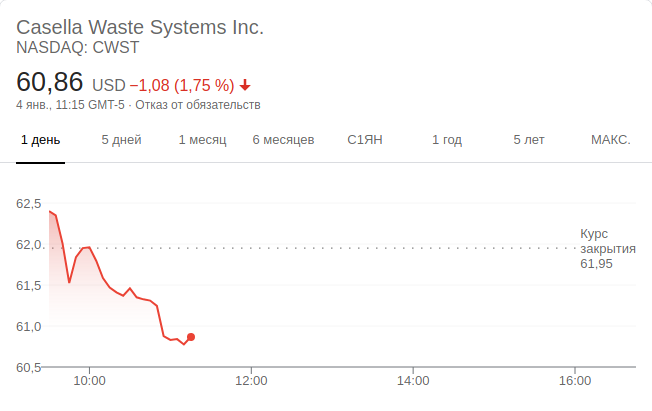 Casella Waste Systems Inc.
NASDAQ: CWST
60,86 USD −1,08 (1,75 %)
4 янв., 11:15 GMT-5 · Отказ от обязательств
1 день 5 дней 1 месяц 6 месяцев С1ЯН 1 год 5 лет МАКС.
62,5
62,0
61,5
61,0
60,5
Курс
закрытия
61,95
10:00 12:00 14:00 16:00